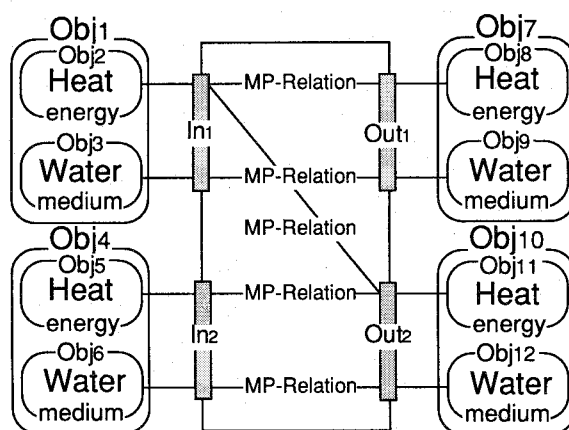 Obj1
Obj2
Heat
energy
Obj3
Water
medium
Obj4
Obj5
Heat
energy
Obj6
Water
medium
In1
In2
MP-Relation
MP-Relation
MP-Relation
MP-Relation
MP-Relation
Out1
Out2
Obj7
Obj8
Heat
energy
Obj9
Water
medium
Obj10
Obj11
Heat
energy
Obj12
Water
medium